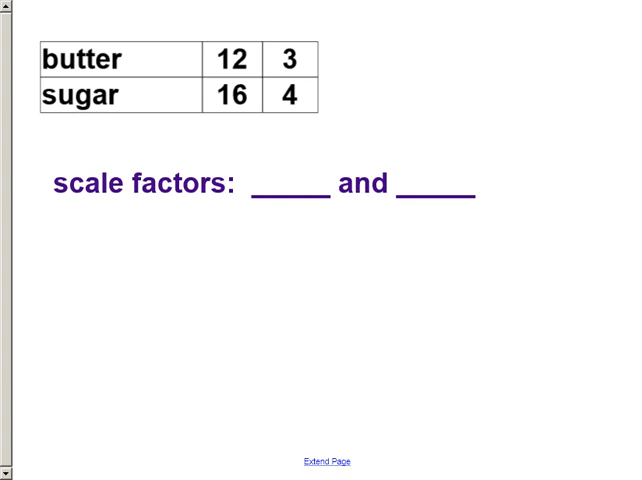 butter 12 3
sugar 16 4
scale factors: _____ and _____
Extend Page